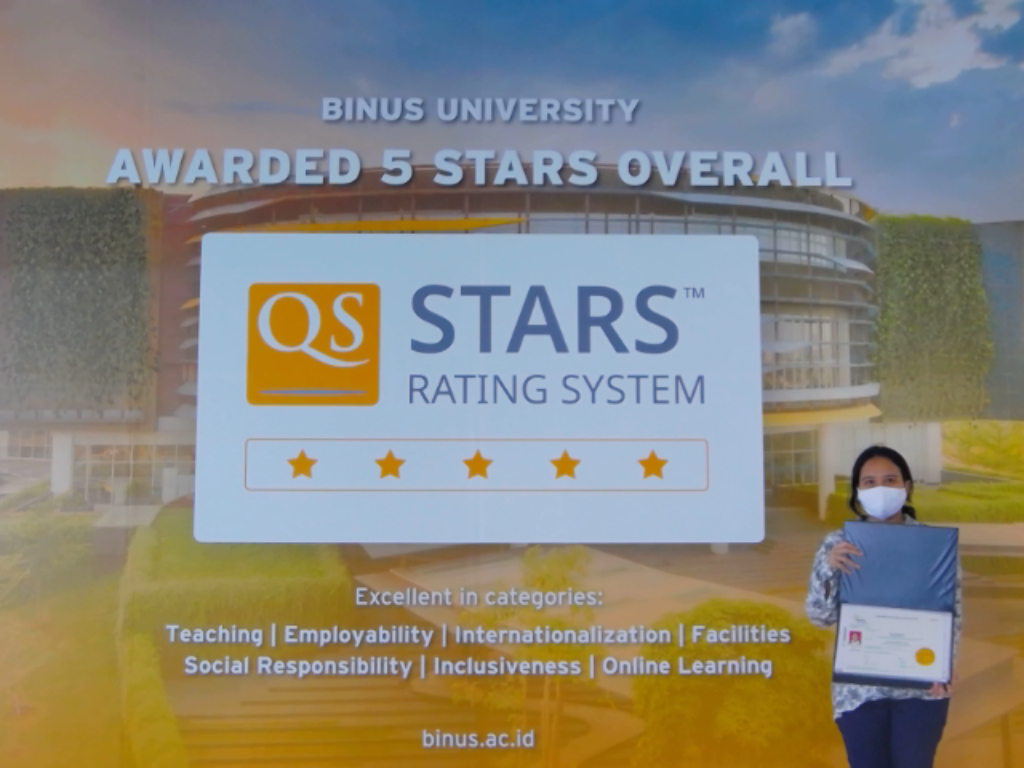 BINUS UNIVERSITY
AWARDED 5 STARS OVERALL
QS
STARS™
RATING SYSTEM
Excellent in categories:
Teaching | Employability | Internationalization | Facilities
Social Responsibility | Inclusiveness | Online Learning
binus.ac.id